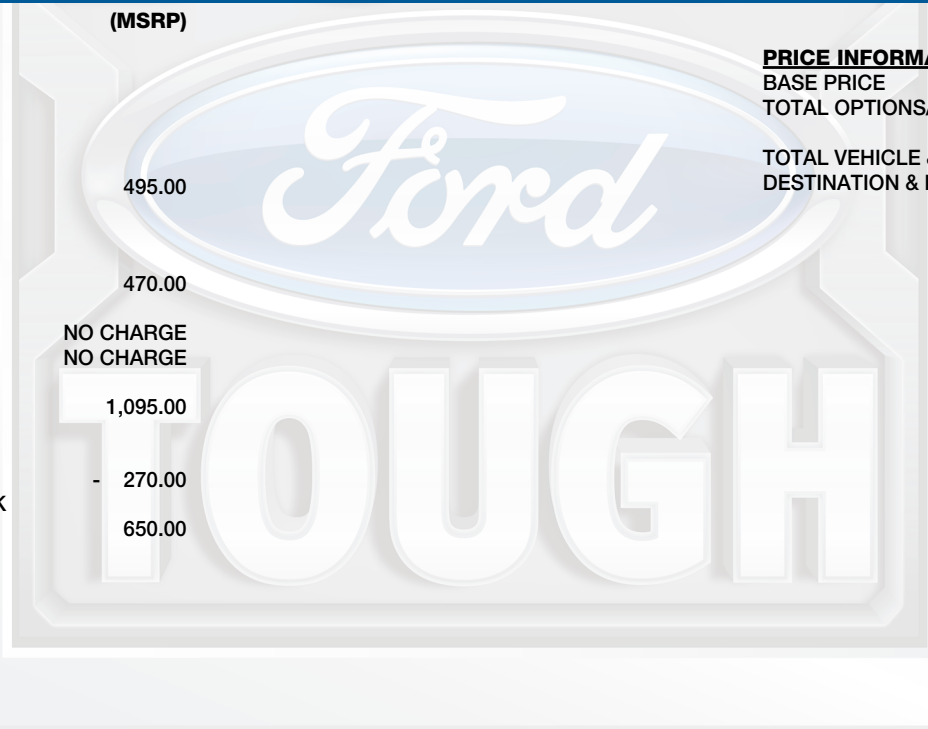 (MSRP)
495.00
470.00
NO CHARGE
NO CHARGE
1,095.00
- 270.00
K
650.00
PRICE INFORMA
BASE PRICE
TOTAL OPTIONS/
TOTAL VEHICLE &
DESTINATION &
Ford
TOUGH